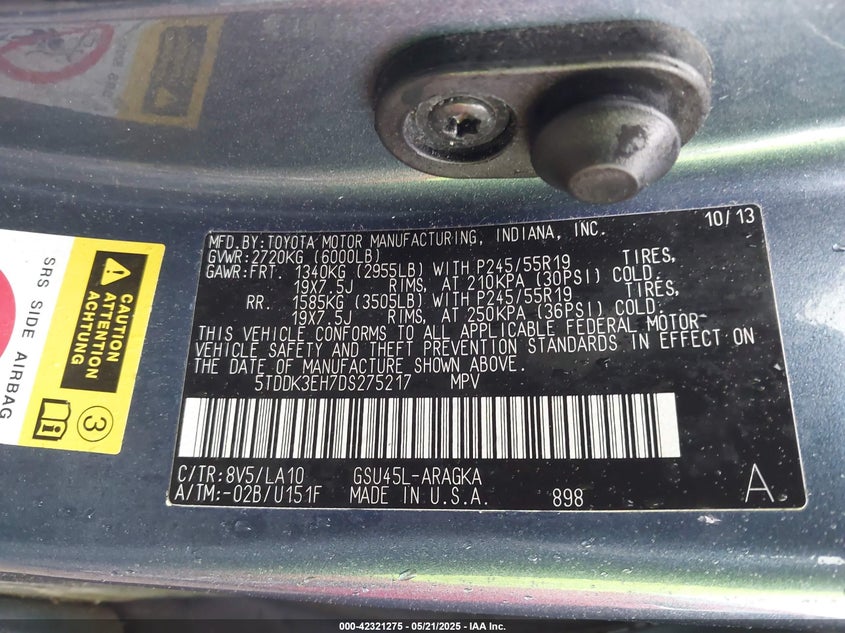 MFD.BY:TOYOTA MOTOR MANUFACTURING, INDIANA, INC. 10/13
GVWR:2720KG (6000LB)
GAWR:FRT. 1340KG (2955LB) WITH P245/55R19 TIRES,
19X7.5J RIMS, AT 210KPA (30PSI) COLD.
RR. 1585KG (3505LB) WITH P245/55R19 TIRES,
19X7.5J RIMS, AT 250KPA (36PSI) COLD.
THIS VEHICLE CONFORMS TO ALL APPLICABLE FEDERAL MOTOR
VEHICLE SAFETY AND THEFT PREVENTION STANDARDS IN EFFECT ON
THE DATE OF MANUFACTURE SHOWN ABOVE.
5TDDK3EH7DS275217 MPV
C/TR:8V5/LA10 GSU45L-ARAGKA
A/TM:-02B/U151F MADE IN U.S.A. 898 A
SRS SIDE AIRBAG
CAUTION
ATTENTION
ACHTUNG
3
000-42321275 - 05/21/2025 - IAA Inc.